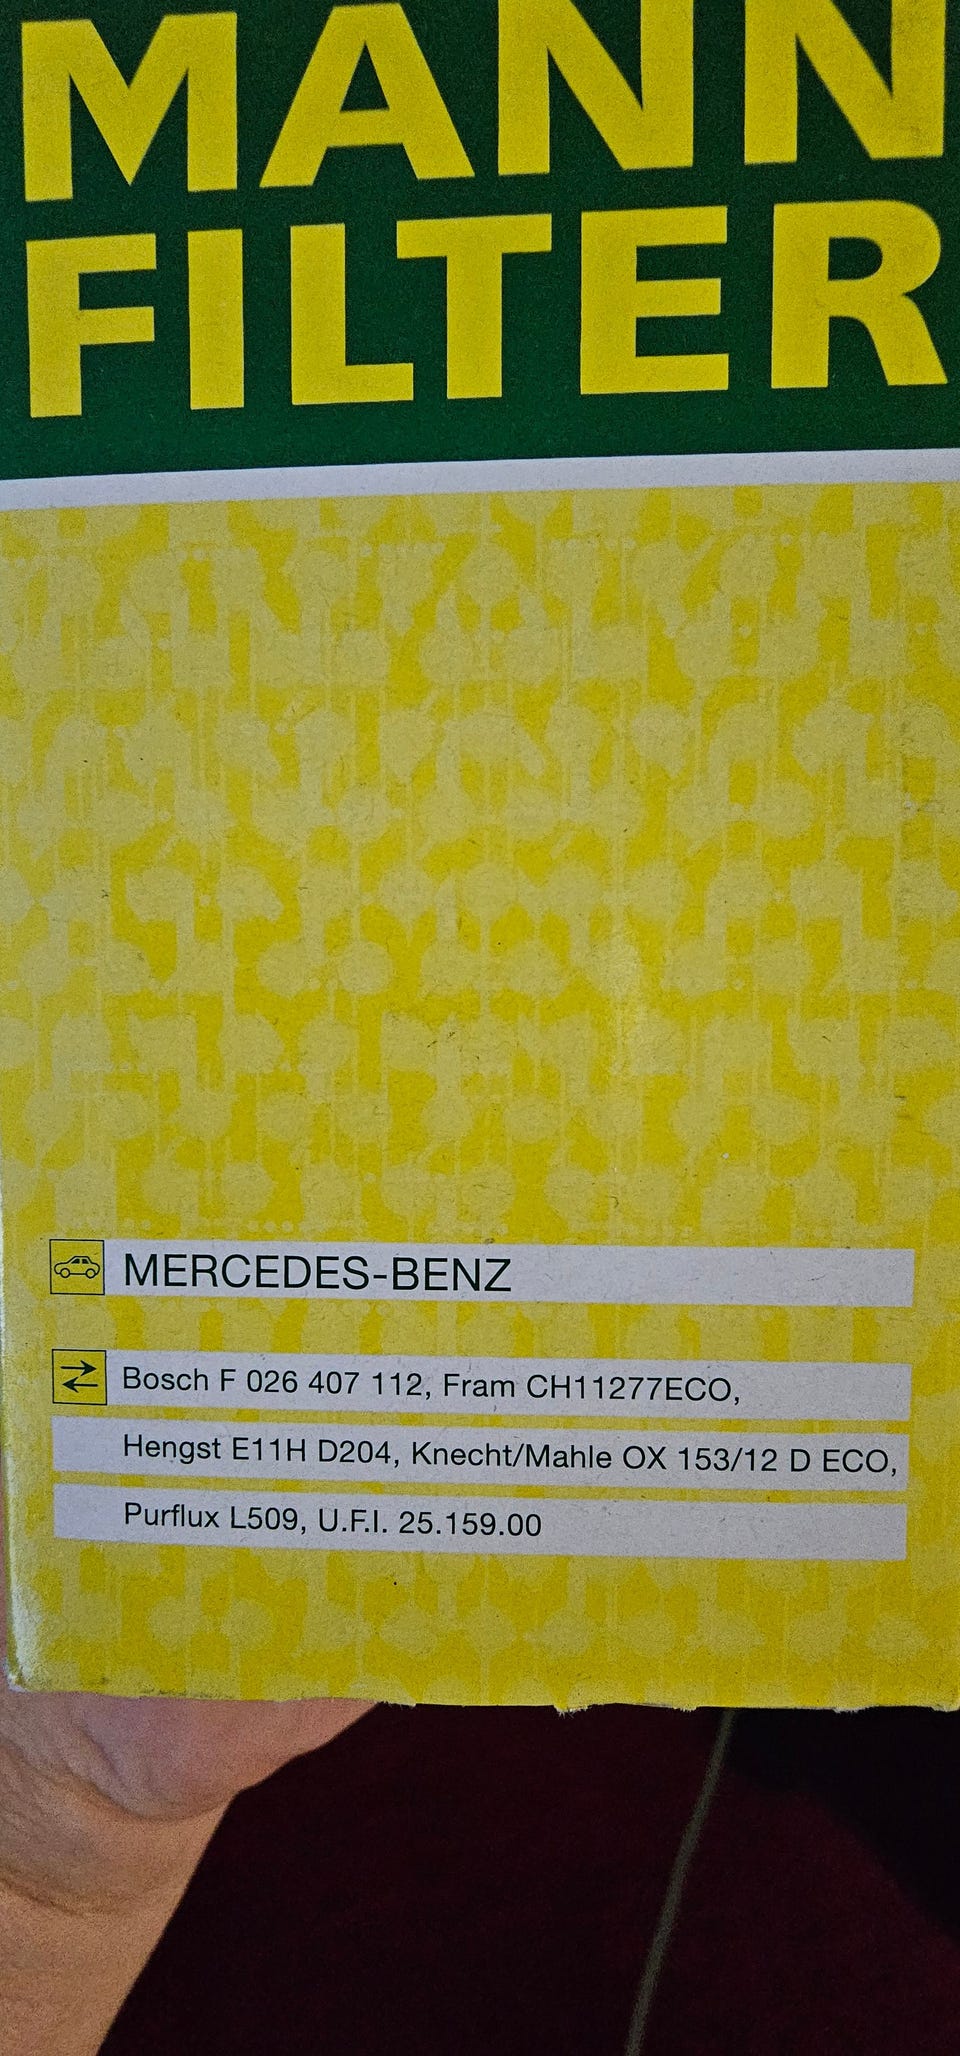 MANN
FILTER
MERCEDES-BENZ
Bosch F 026 407 112, Fram CH11277ECO,
Hengst E11H D204, Knecht/Mahle OX 153/12 D ECO,
Purflux L509, U.F.I. 25.159.00